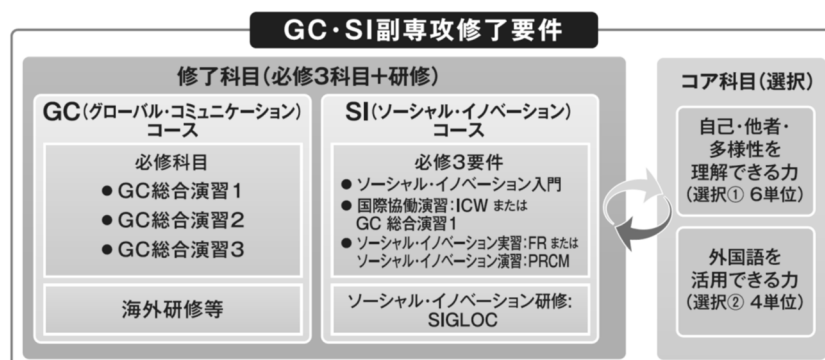 GC・SI副専攻修了要件
修了科目(必修3科目+研修)
GC(グローバル・コミュニケーション)
コース
必修科目
● GC総合演習1
● GC総合演習2
● GC総合演習3
海外研修等
SI(ソーシャル・イノベーション)
コース
必修3要件
● ソーシャル・イノベーション入門
● 国際協働演習:ICW または
GC 総合演習1
● ソーシャル・イノベーション実習:FR または
ソーシャル・イノベーション演習:PRCM
ソーシャル・イノベーション研修:
SIGLOC
コア科目(選択)
自己・他者・
多様性を
理解できる力
(選択① 6単位)
外国語を
活用できる力
(選択② 4単位)